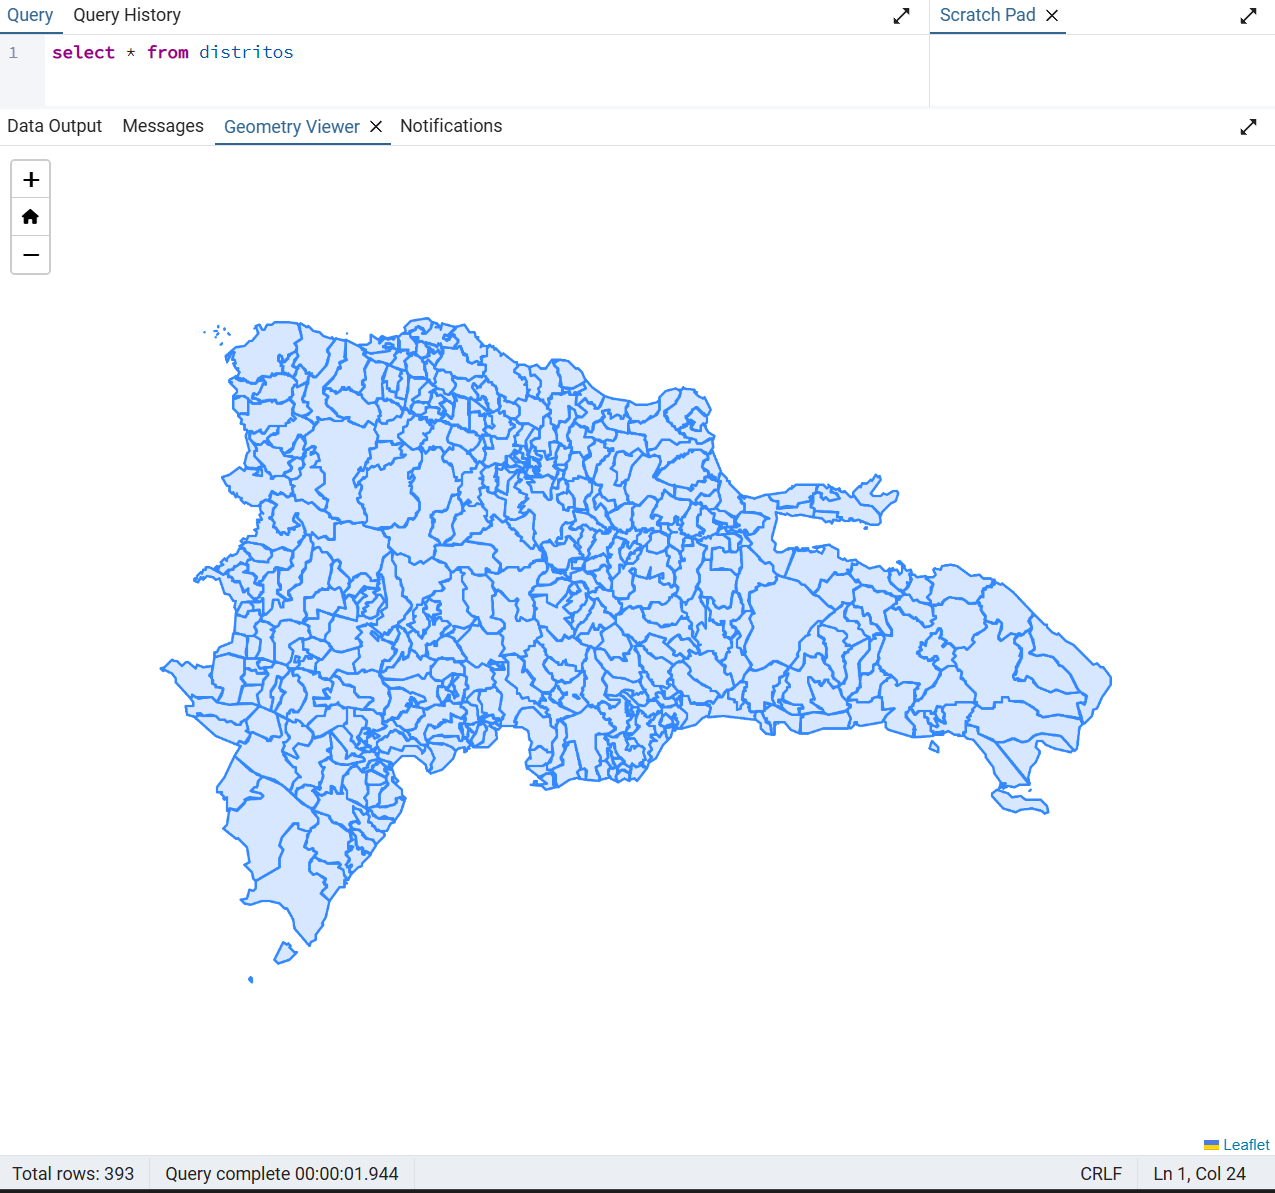 Query Query History
Scratch Pad
1 select * from distritos
Data Output Messages Geometry Viewer Notifications
+
−
Leaflet
Total rows: 393 Query complete 00:00:01.944 CRLF Ln 1, Col 24